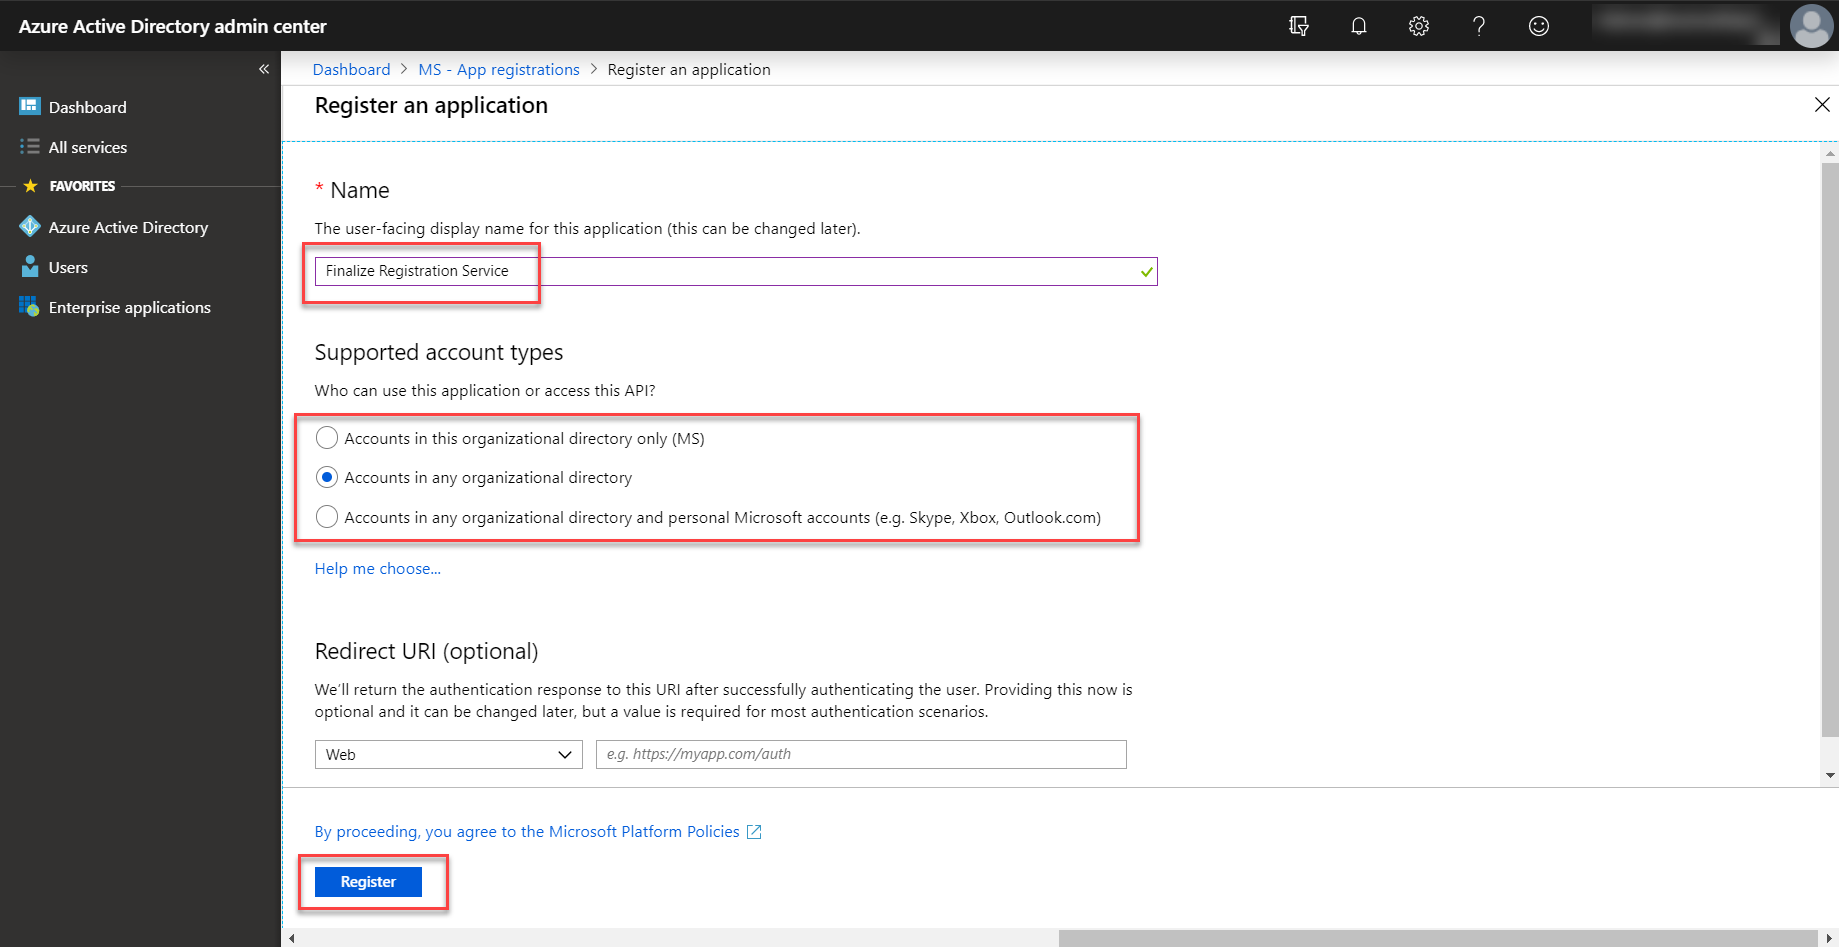 Azure Active Directory admin center
Dashboard
All services
FAVORITES
Azure Active Directory
Users
Enterprise applications
Dashboard > MS - App registrations > Register an application
Register an application
* Name
The user-facing display name for this application (this can be changed later).
Finalize Registration Service
Supported account types
Who can use this application or access this API?
Accounts in this organizational directory only (MS)
Accounts in any organizational directory
Accounts in any organizational directory and personal Microsoft accounts (e.g. Skype, Xbox, Outlook.com)
Help me choose...
Redirect URI (optional)
We'll return the authentication response to this URI after successfully authenticating the user. Providing this now is
optional and it can be changed later, but a value is required for most authentication scenarios.
Web
e.g. https://myapp.com/auth
By proceeding, you agree to the Microsoft Platform Policies
Register